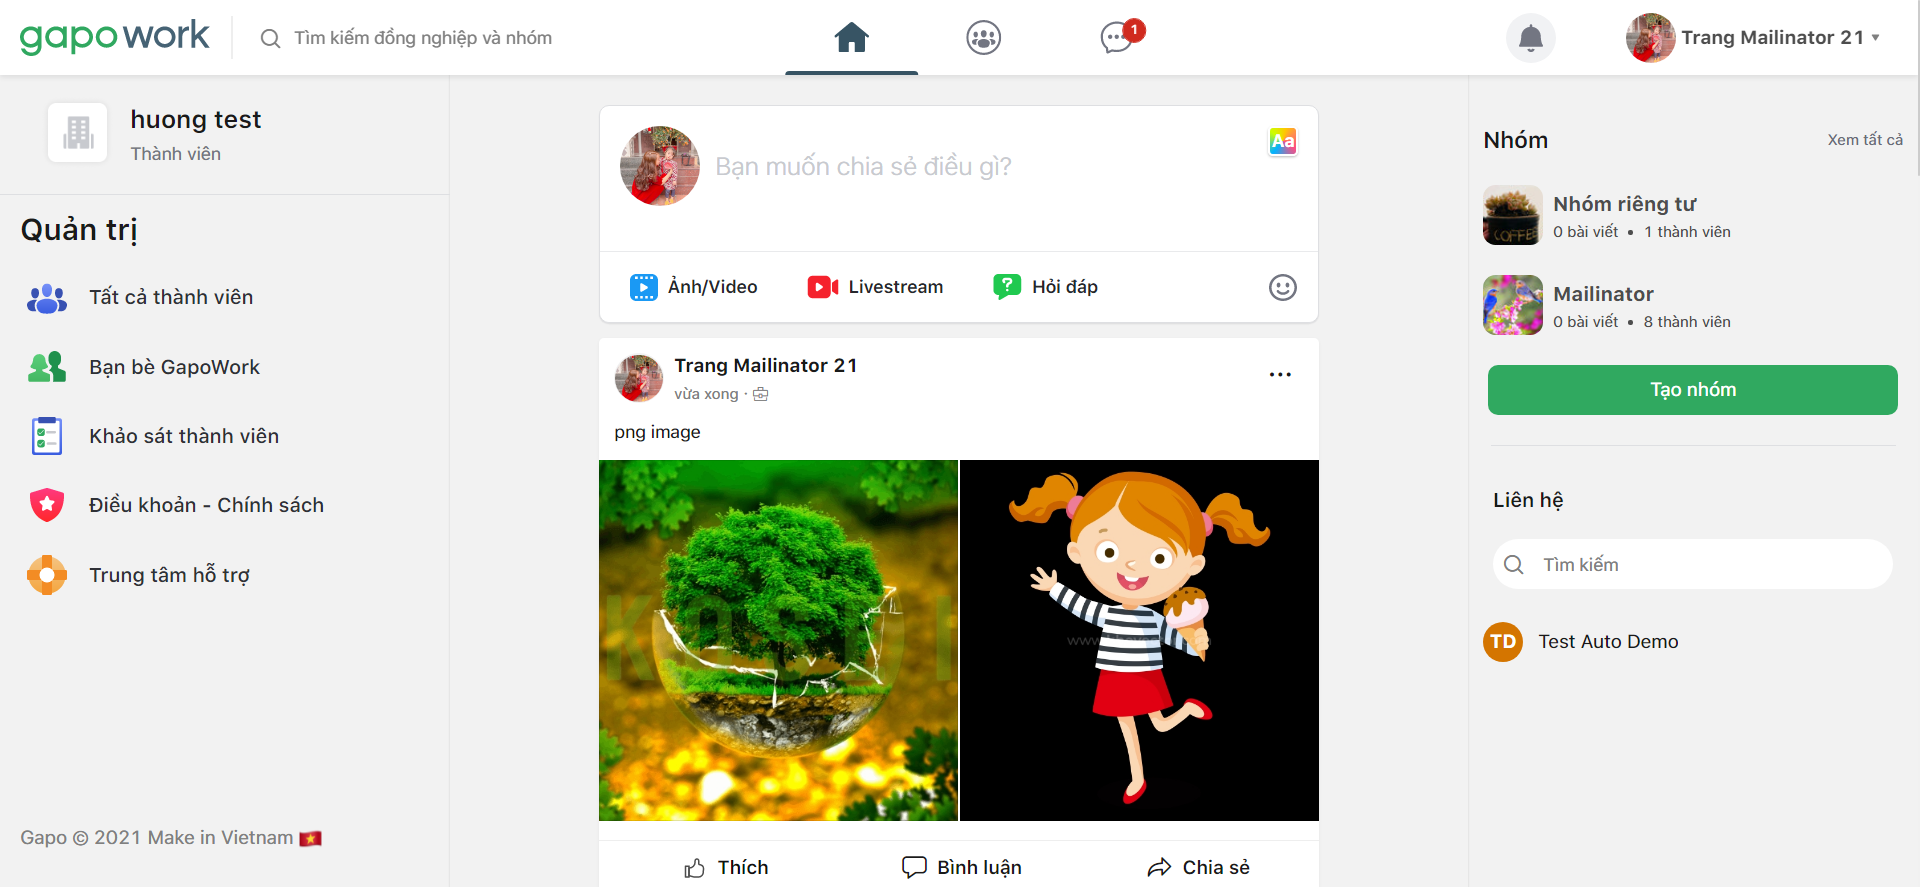 gapowork
Tìm kiếm đồng nghiệp và nhóm
1
Trang Mailinator 21
huong test
Thành viên
Quản trị
Tất cả thành viên
Bạn bè GapoWork
Khảo sát thành viên
Điều khoản - Chính sách
Trung tâm hỗ trợ
Gapo © 2021 Make in Vietnam
Bạn muốn chia sẻ điều gì?
Aa
Ảnh/Video
Livestream
Hỏi đáp
Trang Mailinator 21
vừa xong ·
png image
Thích
Bình luận
Chia sẻ
Nhóm
Xem tất cả
Nhóm riêng tư
0 bài viết • 1 thành viên
COFFEE
Mailinator
0 bài viết • 8 thành viên
Tạo nhóm
Liên hệ
Tìm kiếm
TD
Test Auto Demo